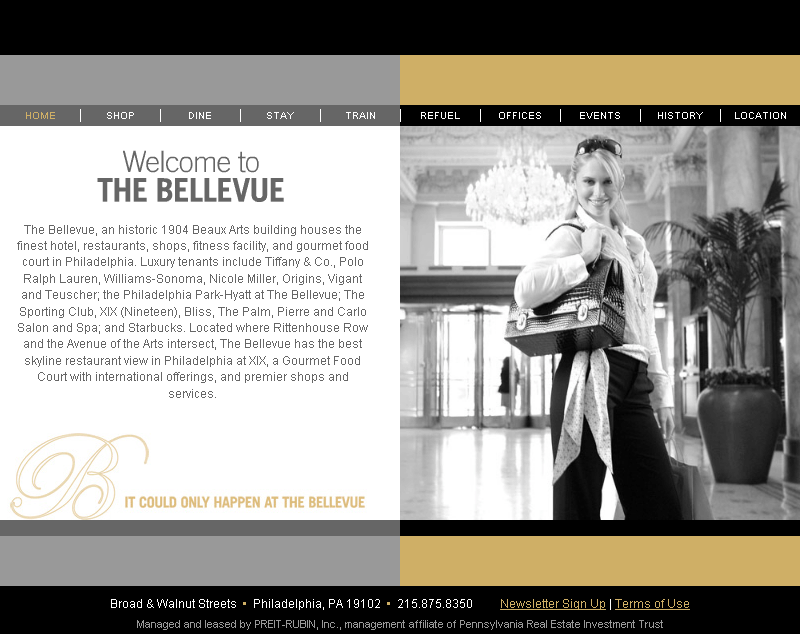 HOME SHOP DINE STAY TRAIN REFUEL OFFICES EVENTS HISTORY LOCATION
Welcome to
THE BELLEVUE
The Bellevue, an historic 1904 Beaux Arts building houses the
finest hotel, restaurants, shops, fitness facility, and gourmet food
court in Philadelphia. Luxury tenants include Tiffany & Co., Polo
Ralph Lauren, Williams-Sonoma, Nicole Miller, Origins, Vigant
and Teuscher; the Philadelphia Park-Hyatt at The Bellevue; The
Sporting Club, XIX (Nineteen), Bliss, The Palm, Pierre and Carlo
Salon and Spa; and Starbucks. Located where Rittenhouse Row
and the Avenue of the Arts intersect, The Bellevue has the best
skyline restaurant view in Philadelphia at XIX, a Gourmet Food
Court with international offerings, and premier shops and
services.
B IT COULD ONLY HAPPEN AT THE BELLEVUE
Broad & Walnut Streets • Philadelphia, PA 19102 • 215.875.8350 Newsletter Sign Up | Terms of Use
Managed and leased by PREIT-RUBIN, Inc., management affiliate of Pennsylvania Real Estate Investment Trust